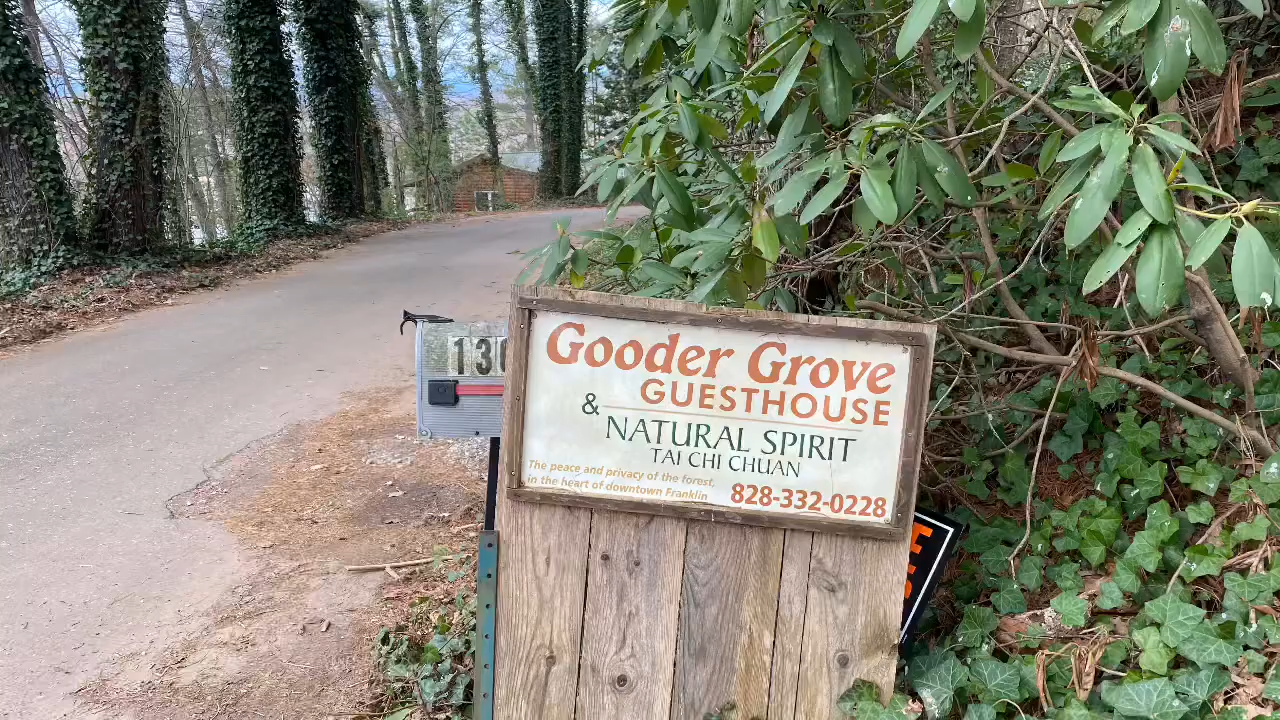 130
Gooder Grove
GUESTHOUSE
& NATURAL SPIRIT
TAI CHI CHUAN
The peace and privacy of the forest,
in the heart of downtown Franklin
828-332-0228